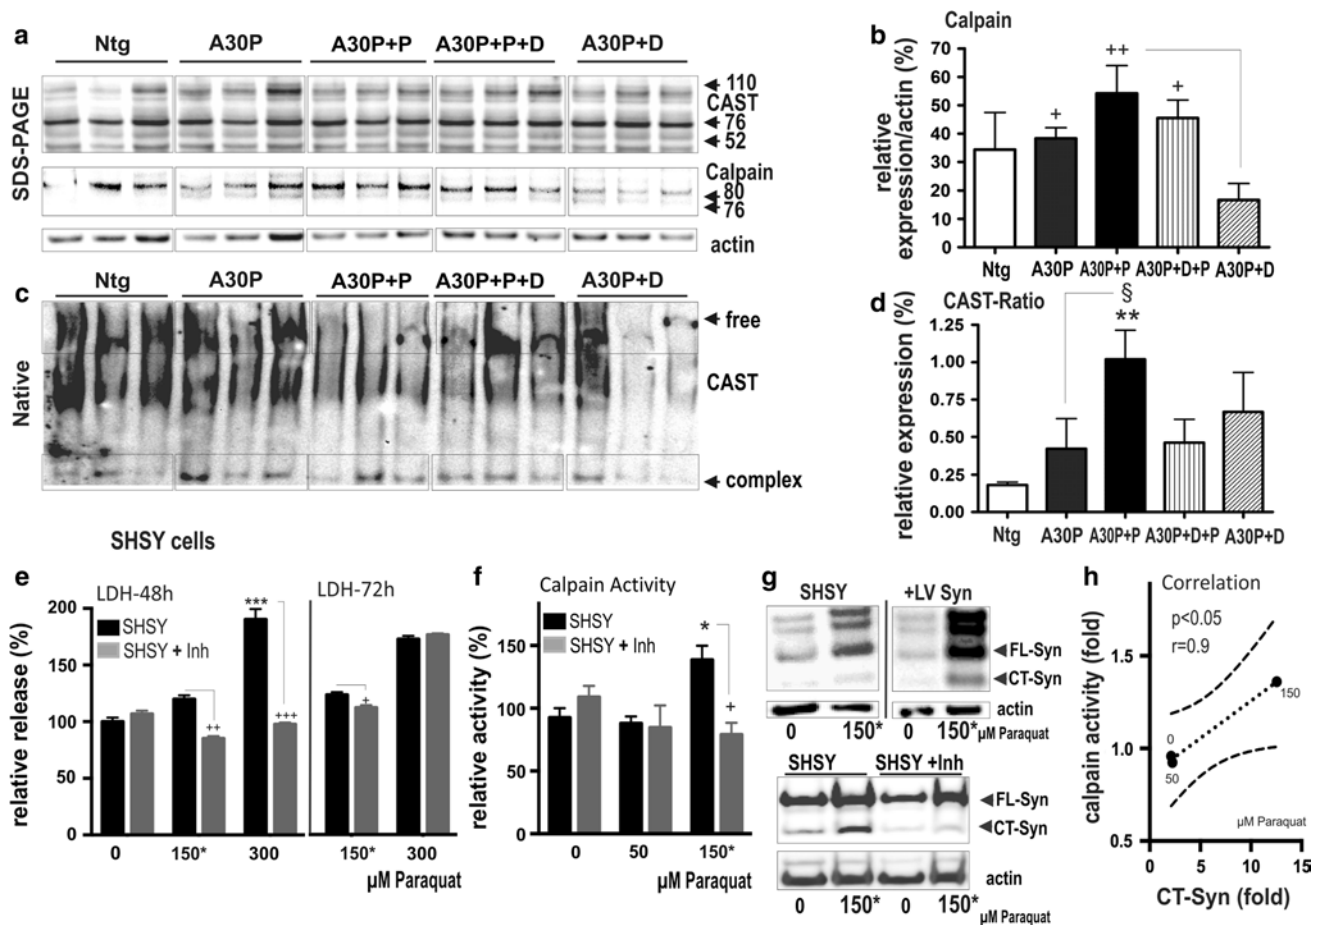 a
Ntg A30P A30P+P A30P+P+D A30P+D
SDS-PAGE
110
CAST
76
52
Calpain
80
76
actin
b
Calpain
relative
expression/actin (%)
70
60
50
40
30
20
10
0
+ ++ +
Ntg A30P A30P+P A30P+D+P A30P+D
c
Ntg A30P A30P+P A30P+P+D A30P+D
Native
free
CAST
complex
d
CAST-Ratio
relative expression (%)
1.25
1.00
0.75
0.50
0.25
0.00
§
**
Ntg A30P A30P+P A30P+D+P A30P+D
SHSY cells
e
LDH-48h LDH-72h
SHSY
SHSY + Inh
relative release (%)
200
150
100
50
0
++ *** +++ +
0 150* 300 150* 300
µM Paraquat
f
Calpain Activity
SHSY
SHSY + Inh
relative activity (%)
150
100
50
0
*
+
0 50 150*
µM Paraquat
g
SHSY +LV Syn
FL-Syn
CT-Syn
actin
0 150* 0 150* µM Paraquat
SHSY SHSY +Inh
FL-Syn
CT-Syn
actin
0 150* 0 150*
µM Paraquat
h
Correlation
p<0.05
r=0.9
calpain activity (fold)
1.5
1.0
0.5
0
50
150
µM Paraquat
0 5 10 15
CT-Syn (fold)